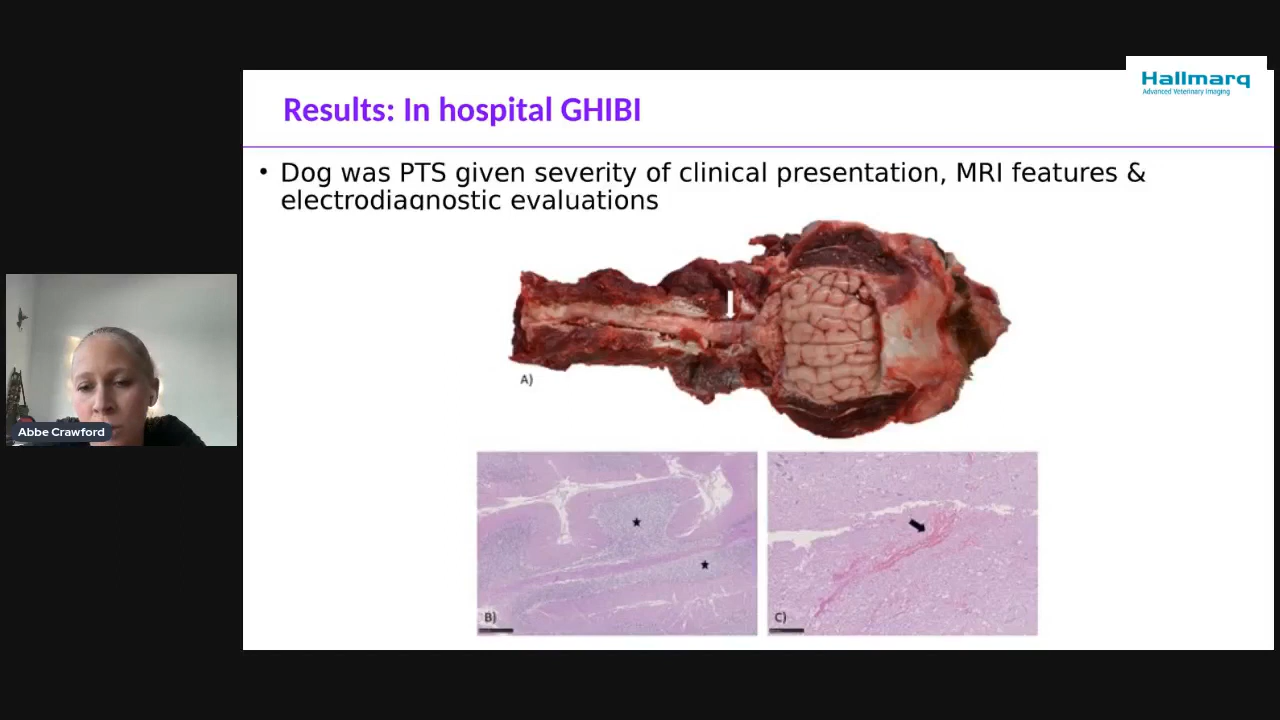 Hallmarq
Advanced Veterinary Imaging
Results: In hospital GHIBI
• Dog was PTS given severity of clinical presentation, MRI features &
electrodiagnostic evaluations
A)
Abbe Crawford
B)
C)